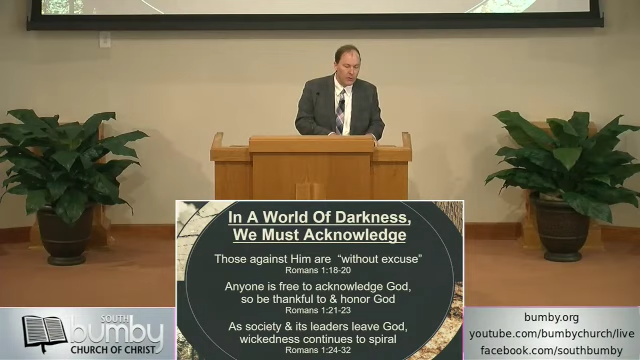 In A World Of Darkness,
We Must Acknowledge
Those against Him are "without excuse"
Romans 1:18-20
Anyone is free to acknowledge God,
so be thankful to & honor God
Romans 1:21-23
As society & its leaders leave God,
wickedness continues to spiral
Romans 1:24-32
SOUTH
bumby
CHURCH OF CHRIST
bumby.org
youtube.com/bumbychurch/live
facebook.com/southbumby